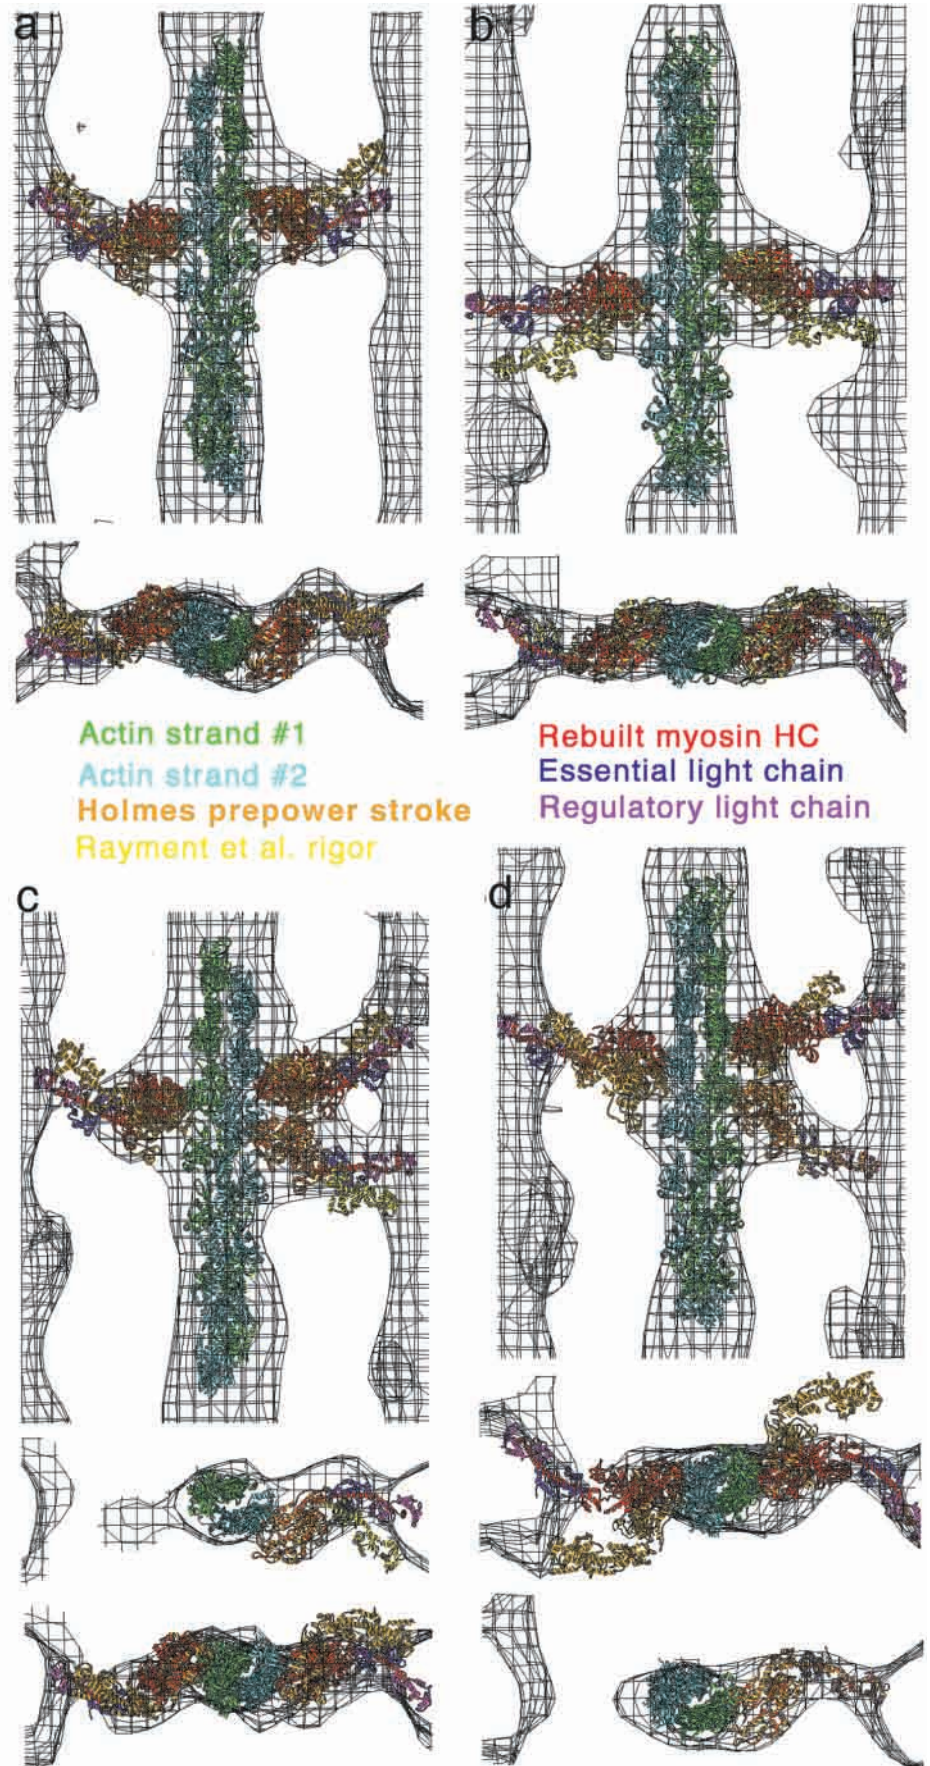 a
b
Actin strand #1
Actin strand #2
Holmes prepower stroke
Rayment et al. rigor
Rebuilt myosin HC
Essential light chain
Regulatory light chain
c
d